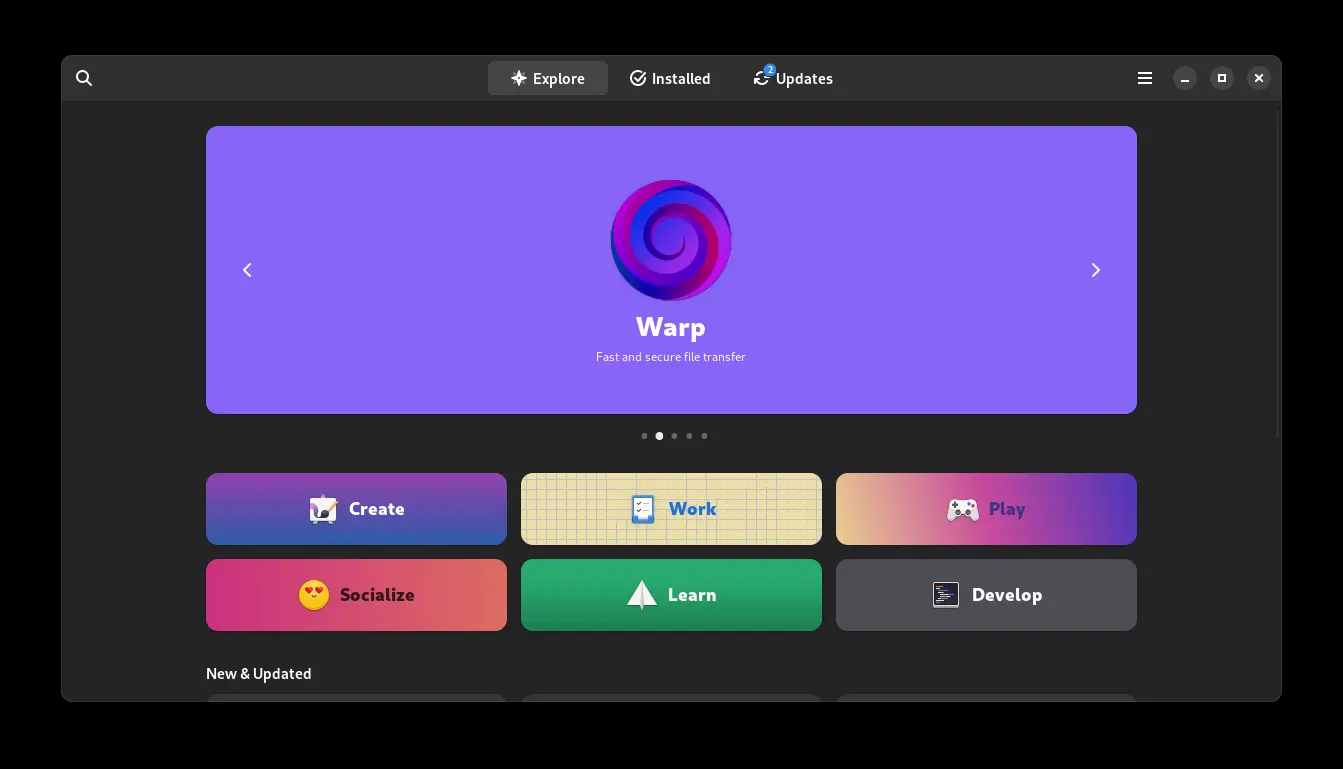 Explore
Installed
2
Updates
Warp
Fast and secure file transfer
Create
Work
Play
Socialize
Learn
Develop
New & Updated